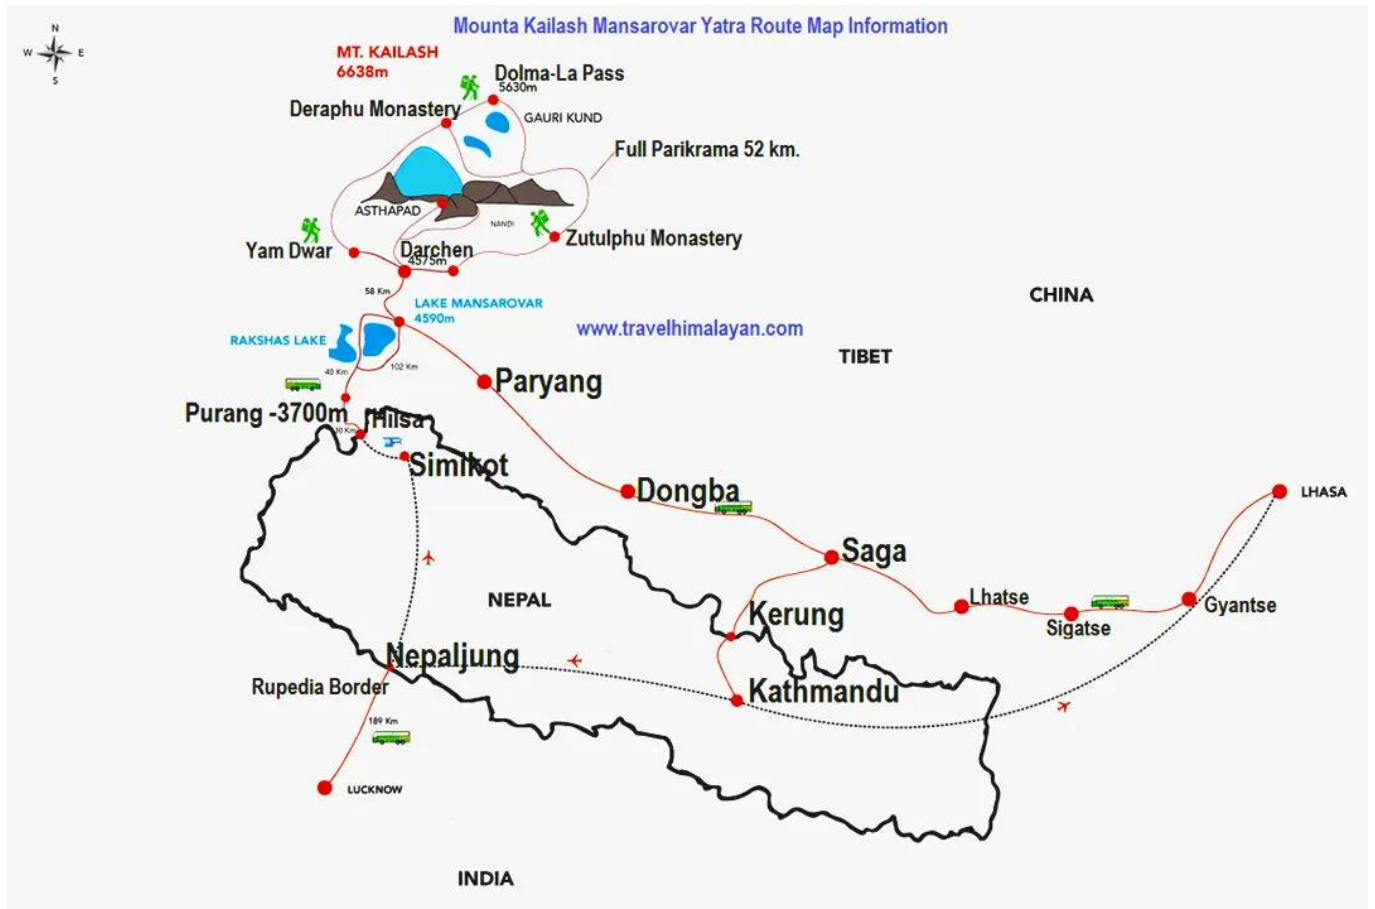 Mounta Kailash Mansarovar Yatra Route Map Information
N
W E
S
MT. KAILASH
6638m
Dolma-La Pass
5630m
Deraphu Monastery
GAURI KUND
Full Parikrama 52 km.
ASTHAPAD
NANDI
Yam Dwar
Darchen
4575m
Zutulphu Monastery
58 Km
LAKE MANSAROVAR
4590m
CHINA
www.travelhimalayan.com
RAKSHAS LAKE
TIBET
40 Km
102 Km
Paryang
Purang -3700m
Hilsa
30 Km
Simikot
Dongba
LHASA
Saga
NEPAL
Lhatse
Gyantse
Kerung
Sigatse
Nepaljung
Rupedia Border
Kathmandu
189 Km
LUCKNOW
INDIA